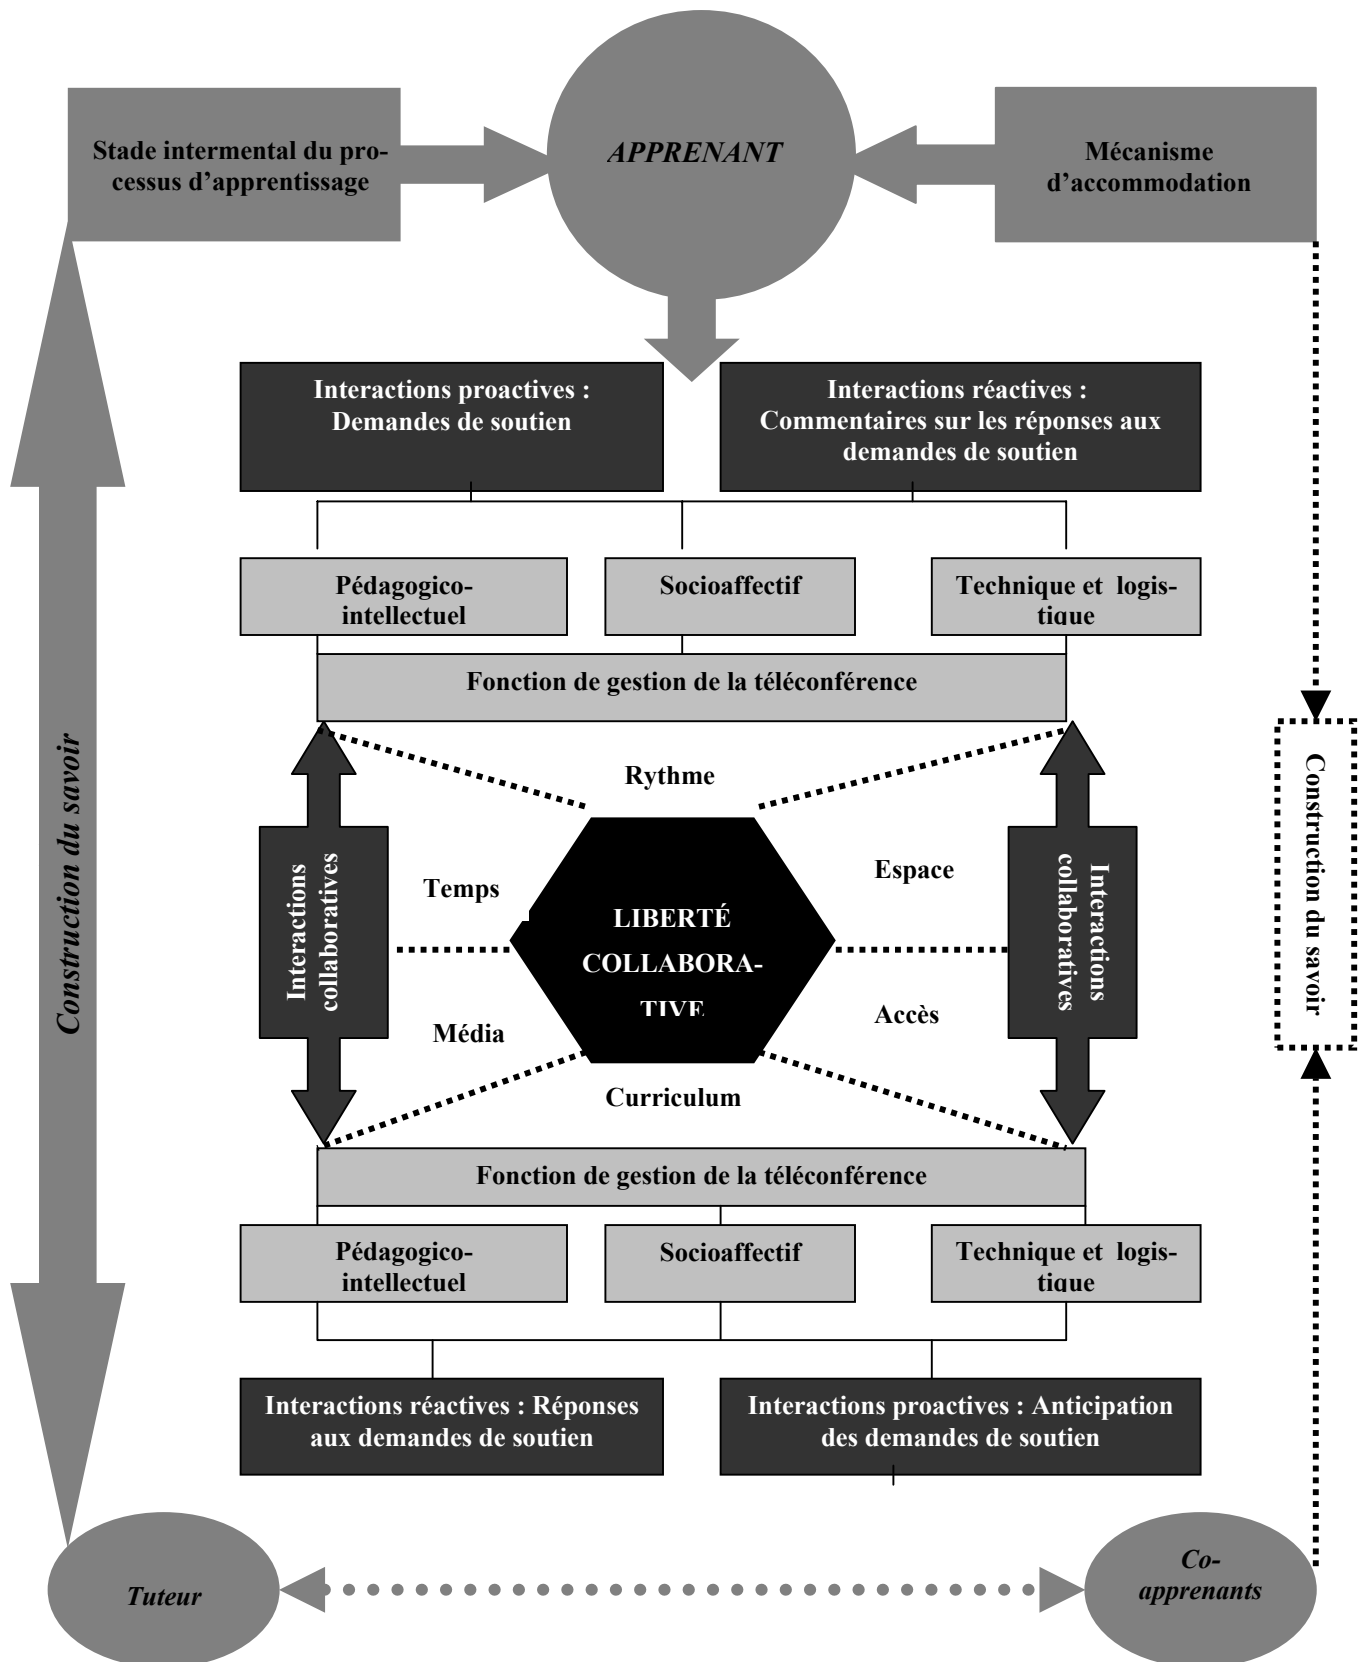 Stade intermental du pro-
cessus d’apprentissage
APPRENANT
Mécanisme
d’accommodation
Interactions proactives :
Demandes de soutien
Interactions réactives :
Commentaires sur les réponses aux
demandes de soutien
Pédagogico-
intellectuel
Socioaffectif
Technique et logis-
tique
Fonction de gestion de la téléconférence
Construction du savoir
Interactions
collaboratives
Rythme
Temps
Espace
LIBERTÉ
COLLABORA-
TIVE
Média
Accès
Curriculum
Interactions
collaboratives
Construction du savoir
Fonction de gestion de la téléconférence
Pédagogico-
intellectuel
Socioaffectif
Technique et logis-
tique
Interactions réactives : Réponses
aux demandes de soutien
Interactions proactives : Anticipation
des demandes de soutien
Tuteur
Co-
apprenants